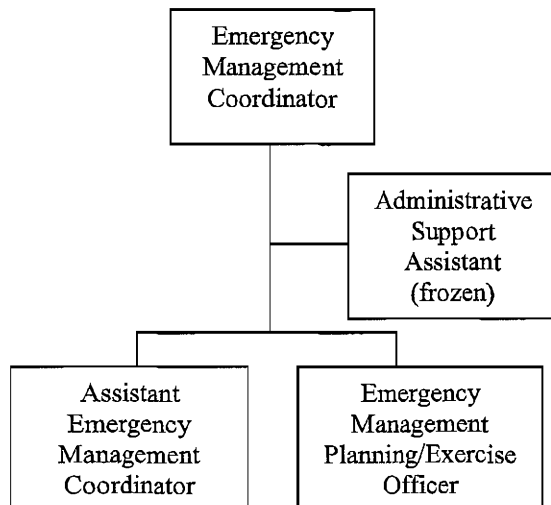 Emergency
Management
Coordinator
Administrative
Support
Assistant
(frozen)
Assistant
Emergency
Management
Coordinator
Emergency
Management
Planning/Exercise
Officer